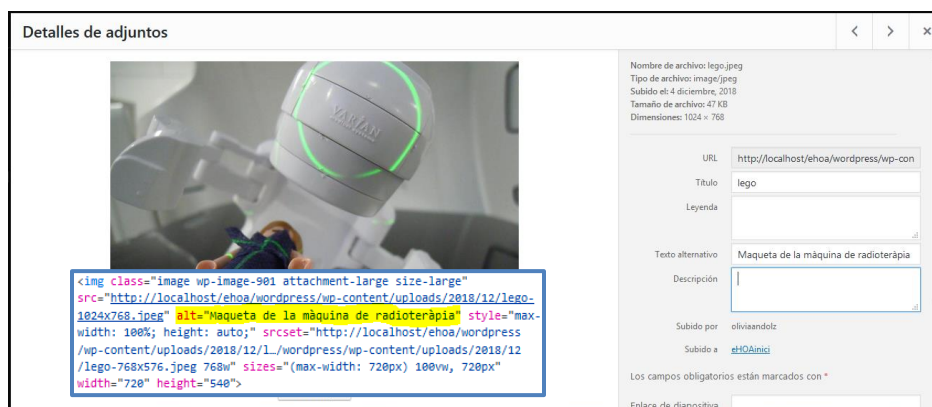 Detalles de adjuntos
VARIAN
<img class="image wp-image-901 attachment-large size-large"
src="http://localhost/ehoa/wordpress/wp-content/uploads/2018/12/lego-
1024x768.jpeg" alt="Maqueta de la màquina de radioteràpia" style="max-
width: 100%; height: auto;" srcset="http://localhost/ehoa/wordpress
/wp-content/uploads/2018/12/l…/wordpress/wp-content/uploads/2018/12
/lego-768x576.jpeg 768w" sizes="(max-width: 720px) 100vw, 720px"
width="720" height="540">
Nombre de archivo: lego.jpeg
Tipo de archivo: image/jpeg
Subido el: 4 diciembre, 2018
Tamaño de archivo: 47 KB
Dimensiones: 1024 × 768
URL http://localhost/ehoa/wordpress/wp-con
Título lego
Leyenda
Texto alternativo Maqueta de la màquina de radioteràpia
Descripción
Subido por oliviaandolz
Subido a eHOAinici
Los campos obligatorios están marcados con *
Enlace de diapositiva